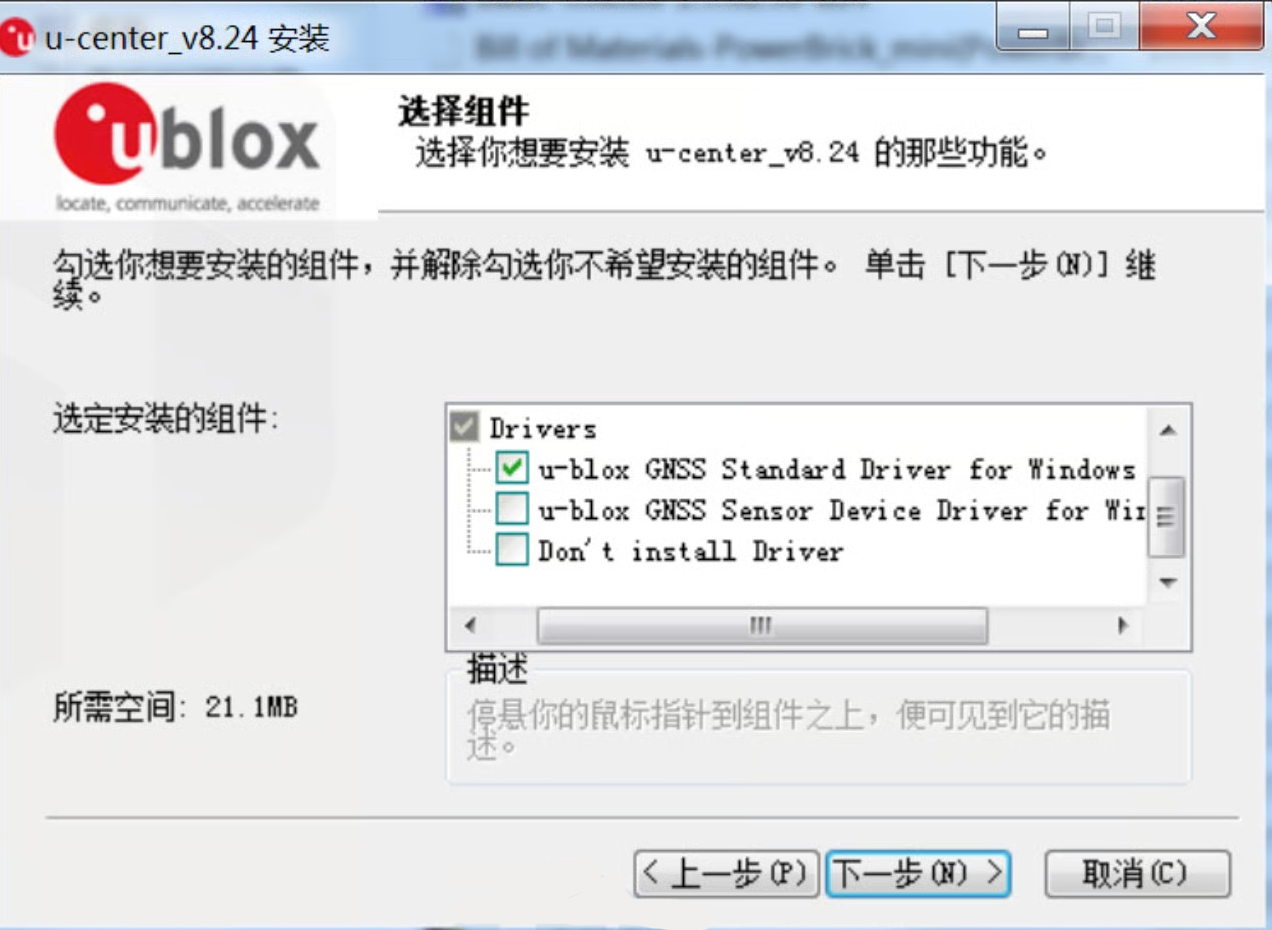 u-center_v8.24 安装
ublox
locate, communicate, accelerate
选择组件
选择你想要安装 u-center_v8.24 的那些功能。
勾选你想要安装的组件，并解除勾选你不希望安装的组件。 单击 [下一步(N)] 继
续。
选定安装的组件:
Drivers
u-blox GNSS Standard Driver for Windows
u-blox GNSS Sensor Device Driver for Win
Don't install Driver
描述
所需空间: 21.1MB
停悬你的鼠标指针到组件之上，便可见到它的描
述。
< 上一步(P)
下一步(N) >
取消(C)